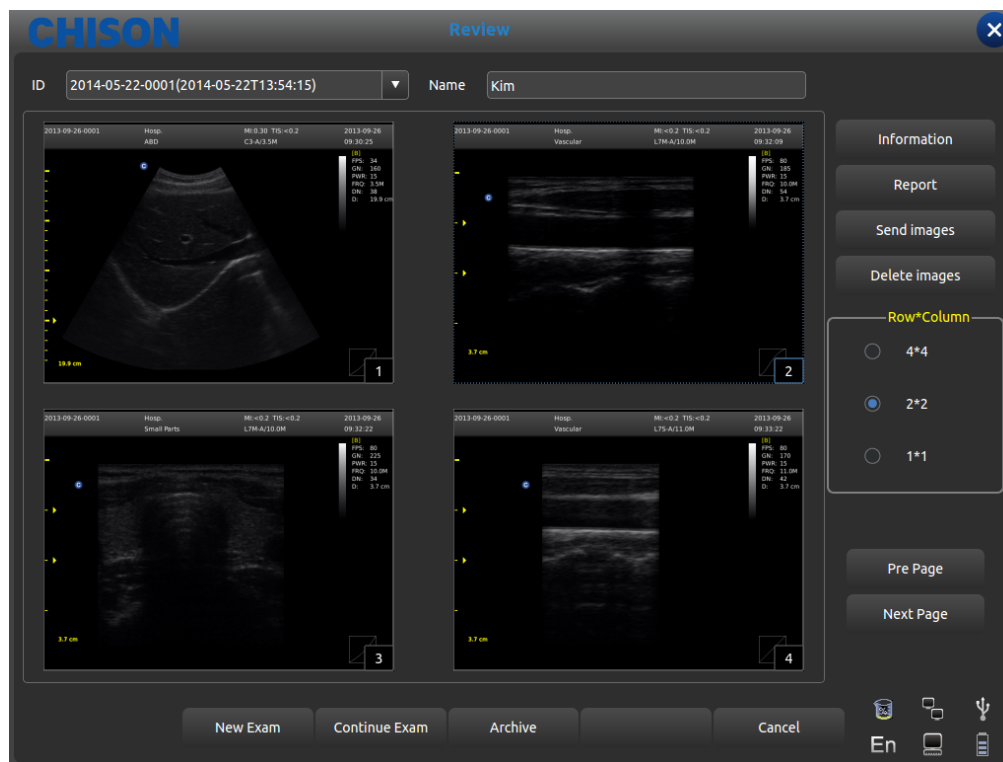 CHISON
Review
ID
2014-05-22-0001(2014-05-22T13:54:15)
Name
Kim
2013-09-26-0001 Hosp. MI:0.30 TIS:<0.2 2013-09-26
ABD C3-A/3.5M 09:30:25
[B]
FPS: 34
GN: 160
PWR: 15
FRQ: 3.5M
DN: 38
D: 19.9 cm
C
19.9 cm
1
2013-09-26-0001 Hosp. MI:<0.2 TIS:<0.2 2013-09-26
Vascular L7M-A/10.0M 09:32:09
[B]
FPS: 80
GN: 185
PWR: 15
FRQ: 10.0M
DN: 54
D: 3.7 cm
C
3.7 cm
2
2013-09-26-0001 Hosp. MI:<0.2 TIS:<0.2 2013-09-26
Small Parts L7M-A/10.0M 09:32:22
[B]
FPS: 80
GN: 225
PWR: 15
FRQ: 10.0M
DN: 34
D: 3.7 cm
C
3.7 cm
3
2013-09-26-0001 Hosp. MI:<0.2 TIS:<0.2 2013-09-26
Vascular L7S-A/11.0M 09:33:22
[B]
FPS: 80
GN: 170
PWR: 15
FRQ: 11.0M
DN: 42
D: 3.7 cm
C
3.7 cm
4
Information
Report
Send images
Delete images
Row*Column
4*4
2*2
1*1
Pre Page
Next Page
New Exam
Continue Exam
Archive
Cancel
%
En